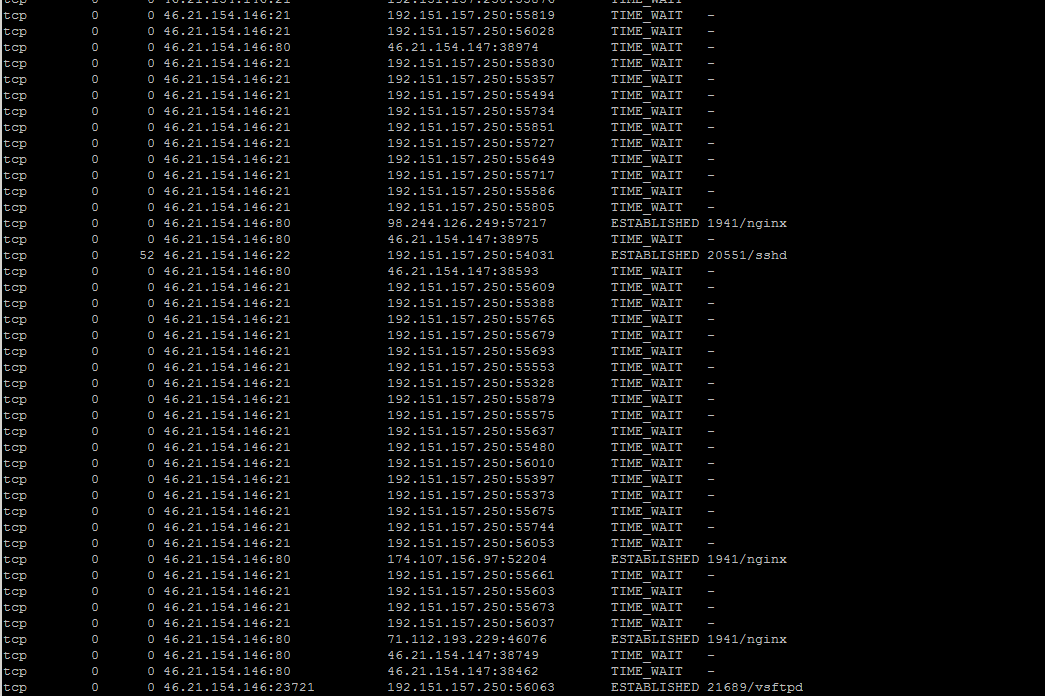 tcp 0 0 46.21.154.146:21 192.151.157.250:55876 TIME_WAIT -
tcp 0 0 46.21.154.146:21 192.151.157.250:55819 TIME_WAIT -
tcp 0 0 46.21.154.146:21 192.151.157.250:56028 TIME_WAIT -
tcp 0 0 46.21.154.146:80 46.21.154.147:38974 TIME_WAIT -
tcp 0 0 46.21.154.146:21 192.151.157.250:55830 TIME_WAIT -
tcp 0 0 46.21.154.146:21 192.151.157.250:55357 TIME_WAIT -
tcp 0 0 46.21.154.146:21 192.151.157.250:55494 TIME_WAIT -
tcp 0 0 46.21.154.146:21 192.151.157.250:55734 TIME_WAIT -
tcp 0 0 46.21.154.146:21 192.151.157.250:55851 TIME_WAIT -
tcp 0 0 46.21.154.146:21 192.151.157.250:55727 TIME_WAIT -
tcp 0 0 46.21.154.146:21 192.151.157.250:55649 TIME_WAIT -
tcp 0 0 46.21.154.146:21 192.151.157.250:55717 TIME_WAIT -
tcp 0 0 46.21.154.146:21 192.151.157.250:55586 TIME_WAIT -
tcp 0 0 46.21.154.146:21 192.151.157.250:55805 TIME_WAIT -
tcp 0 0 46.21.154.146:80 98.244.126.249:57217 ESTABLISHED 1941/nginx
tcp 0 0 46.21.154.146:80 46.21.154.147:38975 TIME_WAIT -
tcp 0 52 46.21.154.146:22 192.151.157.250:54031 ESTABLISHED 20551/sshd
tcp 0 0 46.21.154.146:80 46.21.154.147:38593 TIME_WAIT -
tcp 0 0 46.21.154.146:21 192.151.157.250:55609 TIME_WAIT -
tcp 0 0 46.21.154.146:21 192.151.157.250:55388 TIME_WAIT -
tcp 0 0 46.21.154.146:21 192.151.157.250:55765 TIME_WAIT -
tcp 0 0 46.21.154.146:21 192.151.157.250:55679 TIME_WAIT -
tcp 0 0 46.21.154.146:21 192.151.157.250:55693 TIME_WAIT -
tcp 0 0 46.21.154.146:21 192.151.157.250:55553 TIME_WAIT -
tcp 0 0 46.21.154.146:21 192.151.157.250:55328 TIME_WAIT -
tcp 0 0 46.21.154.146:21 192.151.157.250:55879 TIME_WAIT -
tcp 0 0 46.21.154.146:21 192.151.157.250:55575 TIME_WAIT -
tcp 0 0 46.21.154.146:21 192.151.157.250:55637 TIME_WAIT -
tcp 0 0 46.21.154.146:21 192.151.157.250:55480 TIME_WAIT -
tcp 0 0 46.21.154.146:21 192.151.157.250:56010 TIME_WAIT -
tcp 0 0 46.21.154.146:21 192.151.157.250:55397 TIME_WAIT -
tcp 0 0 46.21.154.146:21 192.151.157.250:55373 TIME_WAIT -
tcp 0 0 46.21.154.146:21 192.151.157.250:55675 TIME_WAIT -
tcp 0 0 46.21.154.146:21 192.151.157.250:55744 TIME_WAIT -
tcp 0 0 46.21.154.146:21 192.151.157.250:56053 TIME_WAIT -
tcp 0 0 46.21.154.146:80 174.107.156.97:52204 ESTABLISHED 1941/nginx
tcp 0 0 46.21.154.146:21 192.151.157.250:55661 TIME_WAIT -
tcp 0 0 46.21.154.146:21 192.151.157.250:55603 TIME_WAIT -
tcp 0 0 46.21.154.146:21 192.151.157.250:55673 TIME_WAIT -
tcp 0 0 46.21.154.146:21 192.151.157.250:56037 TIME_WAIT -
tcp 0 0 46.21.154.146:80 71.112.193.229:46076 ESTABLISHED 1941/nginx
tcp 0 0 46.21.154.146:80 46.21.154.147:38749 TIME_WAIT -
tcp 0 0 46.21.154.146:80 46.21.154.147:38462 TIME_WAIT -
tcp 0 0 46.21.154.146:23721 192.151.157.250:56063 ESTABLISHED 21689/vsftpd